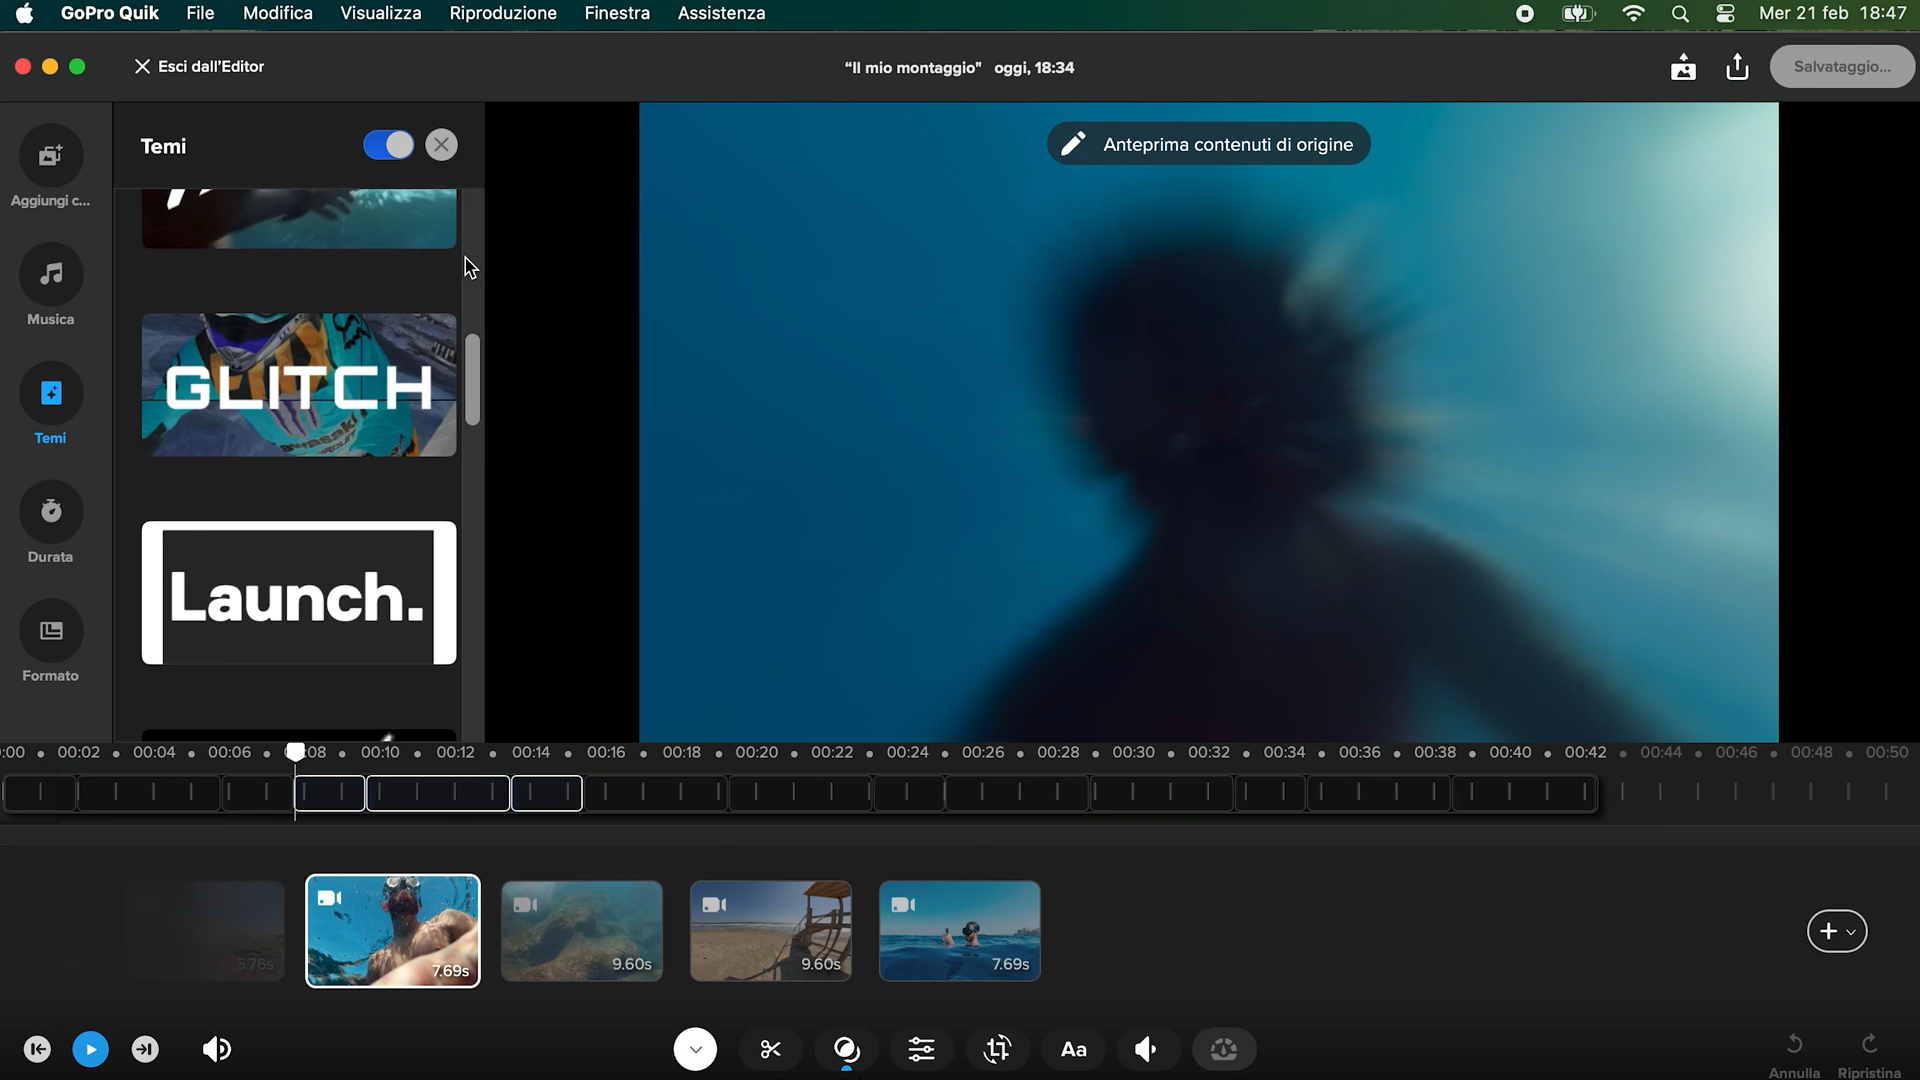 GoPro Quik File Modifica Visualizza Riproduzione Finestra Assistenza Mer 21 feb 18:47
Esci dall'Editor "Il mio montaggio" oggi, 18:34 Salvataggio...
Temi
Anteprima contenuti di origine
Aggiungi c...
Musica
Temi
Durata
Formato
GLITCH
Kawasaki
Launch.
:00 00:02 00:04 00:06 :08 00:10 00:12 00:14 00:16 00:18 00:20 00:22 00:24 00:26 00:28 00:30 00:32 00:34 00:36 00:38 00:40 00:42 00:44 00:46 00:48 00:50
5.76s 7.69s 9.60s 9.60s 7.69s
Aa
Annulla Ripristina